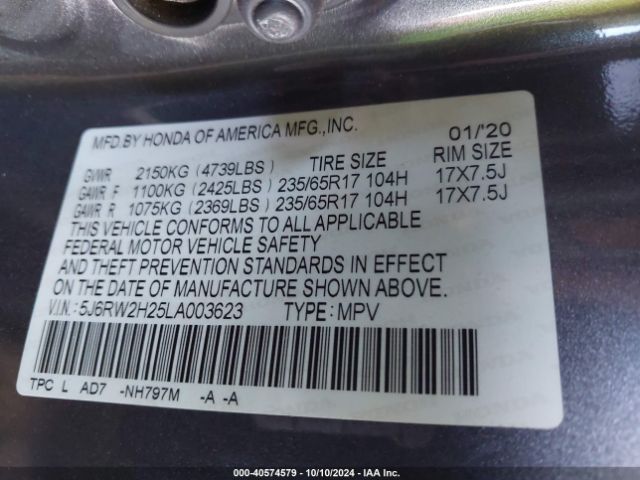 MFD. BY HONDA OF AMERICA MFG., INC. 01/'20
GVWR 2150KG (4739LBS) TIRE SIZE RIM SIZE
GAWR F 1100KG (2425LBS) 235/65R17 104H 17X7.5J
GAWR R 1075KG (2369LBS) 235/65R17 104H 17X7.5J
THIS VEHICLE CONFORMS TO ALL APPLICABLE
FEDERAL MOTOR VEHICLE SAFETY
AND THEFT PREVENTION STANDARDS IN EFFECT
ON THE DATE OF MANUFACTURE SHOWN ABOVE.
V.I.N.: 5J6RW2H25LA003623 TYPE: MPV
TPC L AD7 -NH797M -A -A
000-40574579 | 10/10/2024 | IAA Inc.